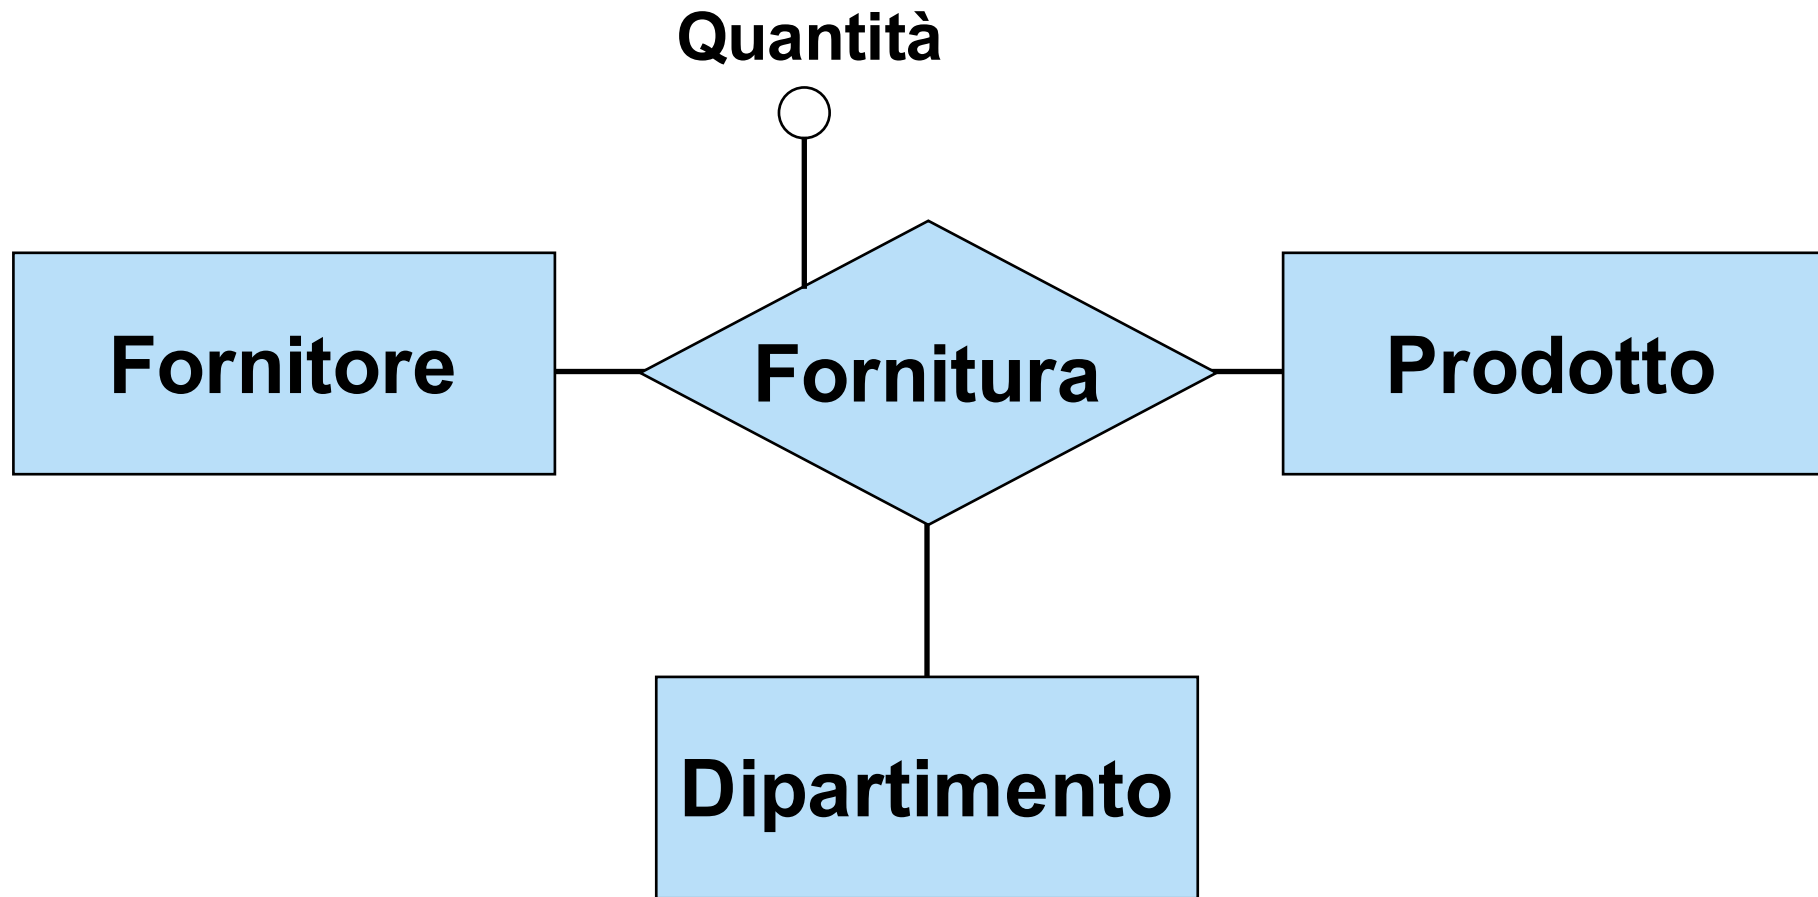 Quantità
Fornitore
Fornitura
Prodotto
Dipartimento